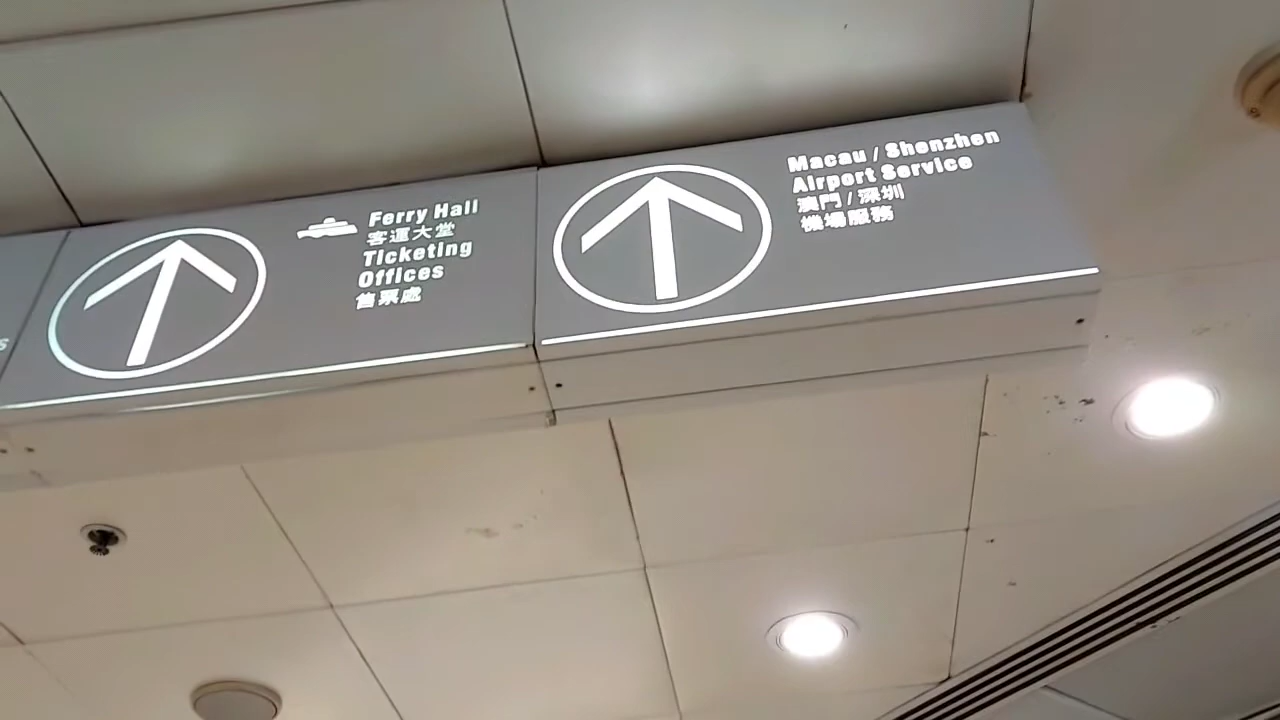 Ferry Hall
客運大堂
Ticketing
Offices
售票處
Macau / Shenzhen
Airport Service
澳門 / 深圳
機場服務